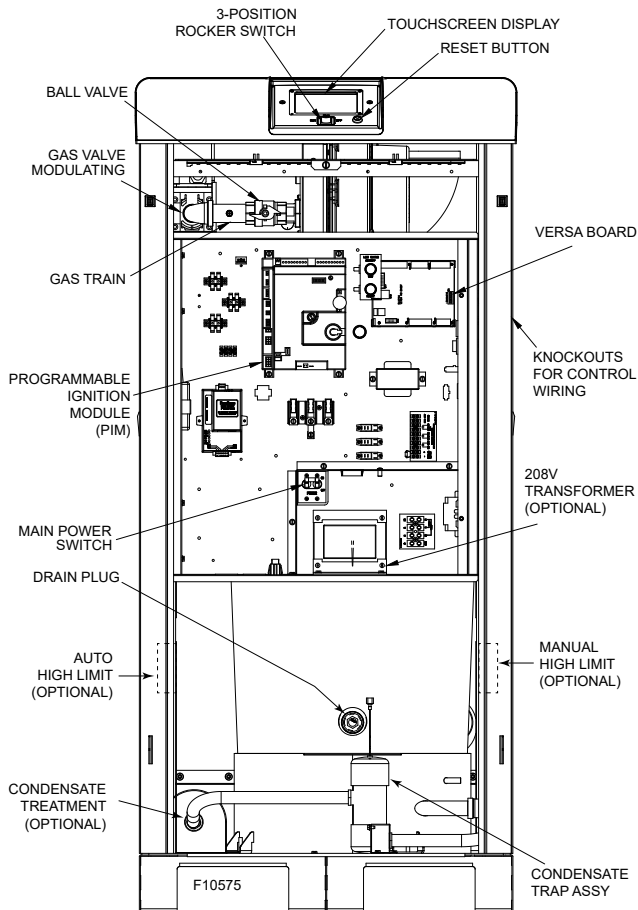 3-POSITION
ROCKER SWITCH
TOUCHSCREEN DISPLAY
RESET BUTTON
BALL VALVE
GAS VALVE
MODULATING
GAS TRAIN
VERSA BOARD
KNOCKOUTS
FOR CONTROL
WIRING
PROGRAMMABLE
IGNITION
MODULE
(PIM)
208V
TRANSFORMER
(OPTIONAL)
MAIN POWER
SWITCH
DRAIN PLUG
AUTO
HIGH LIMIT
(OPTIONAL)
MANUAL
HIGH LIMIT
(OPTIONAL)
CONDENSATE
TREATMENT
(OPTIONAL)
CONDENSATE
TRAP ASSY
F10575